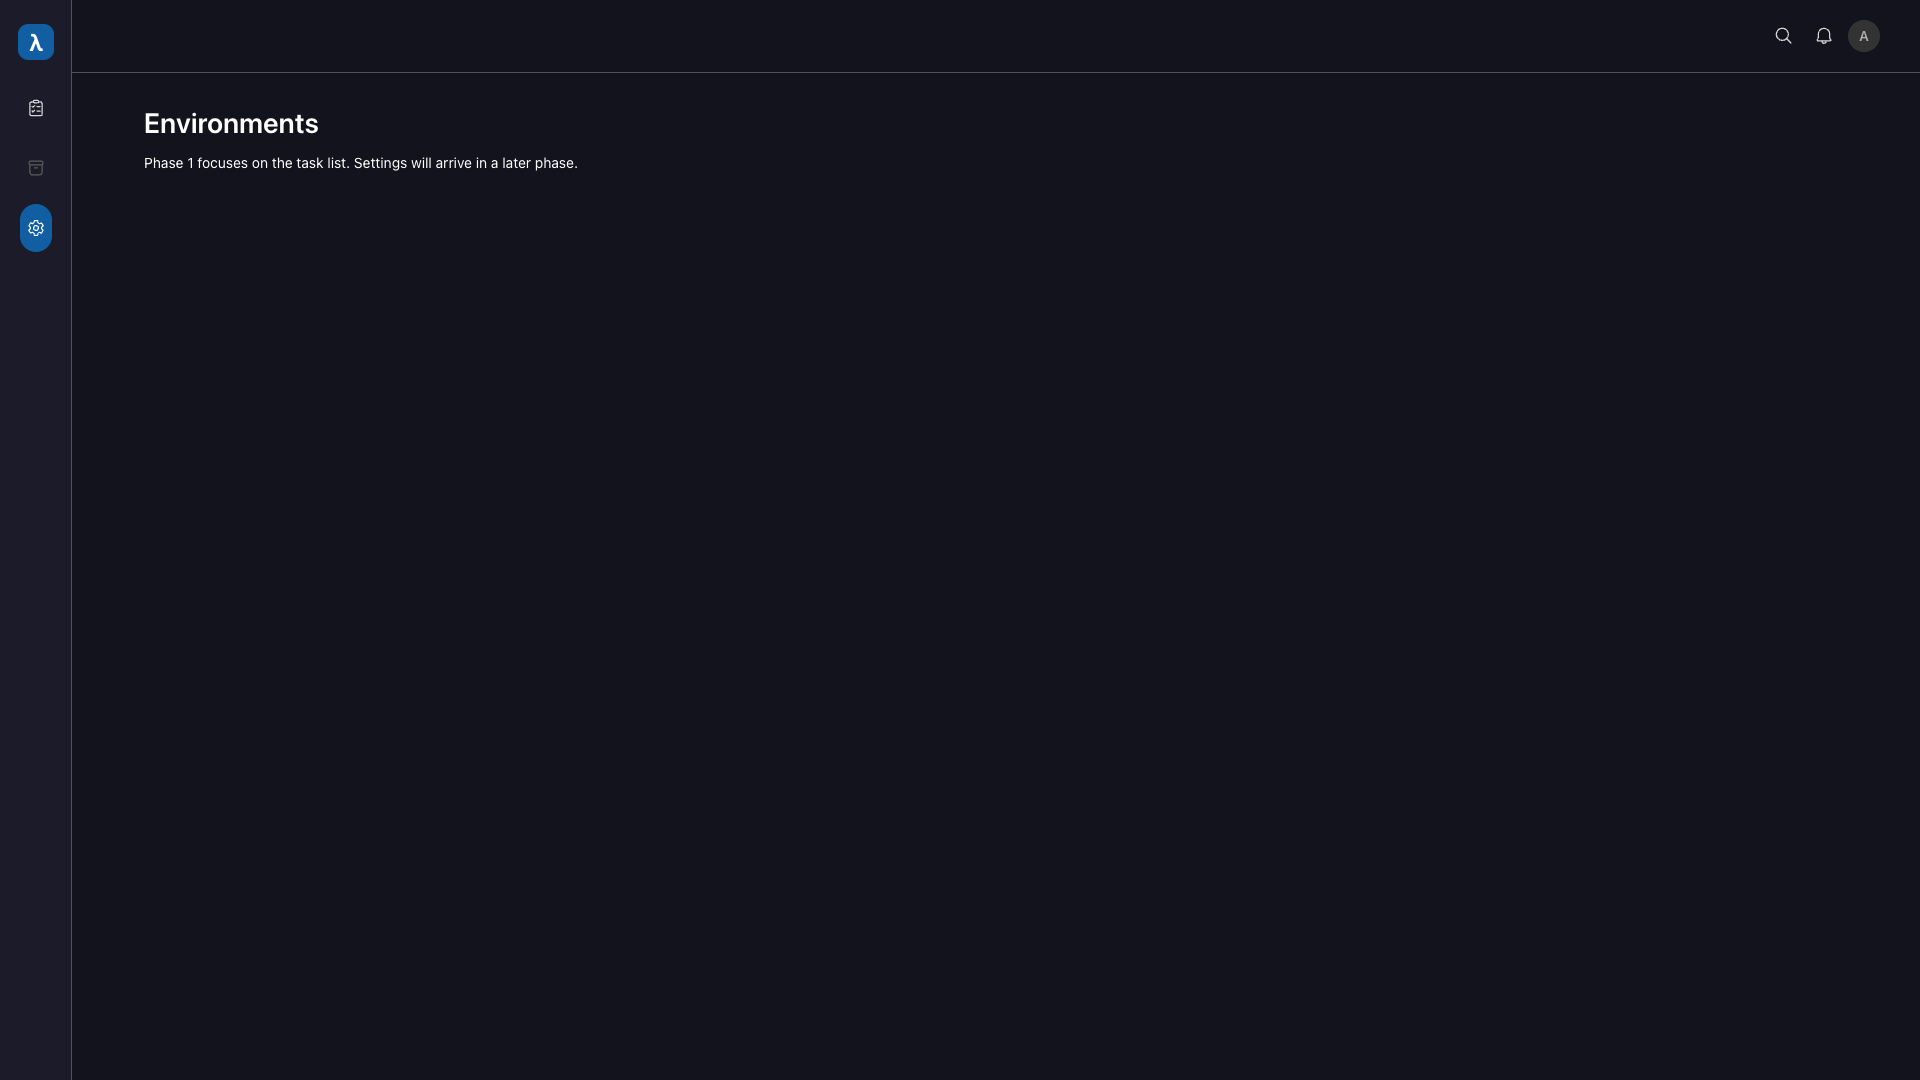 λ
A
Environments
Phase 1 focuses on the task list. Settings will arrive in a later phase.